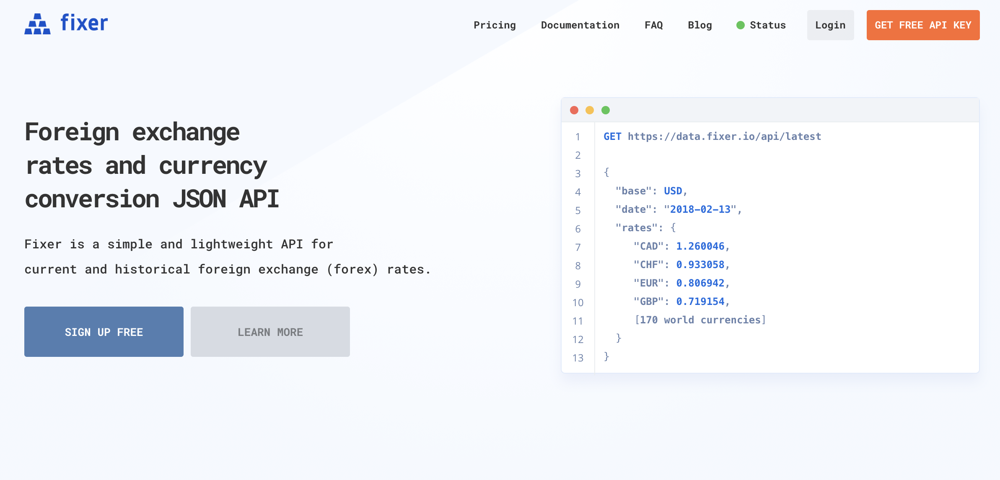 fixer
Pricing
Documentation
FAQ
Blog
Status
Login
GET FREE API KEY
Foreign exchange
rates and currency
conversion JSON API
Fixer is a simple and lightweight API for
current and historical foreign exchange (forex) rates.
SIGN UP FREE
LEARN MORE
1 GET https://data.fixer.io/api/latest
2
3 {
4 "base": USD,
5 "date": "2018-02-13",
6 "rates": {
7 "CAD": 1.260046,
8 "CHF": 0.933058,
9 "EUR": 0.806942,
10 "GBP": 0.719154,
11 [170 world currencies]
12 }
13 }